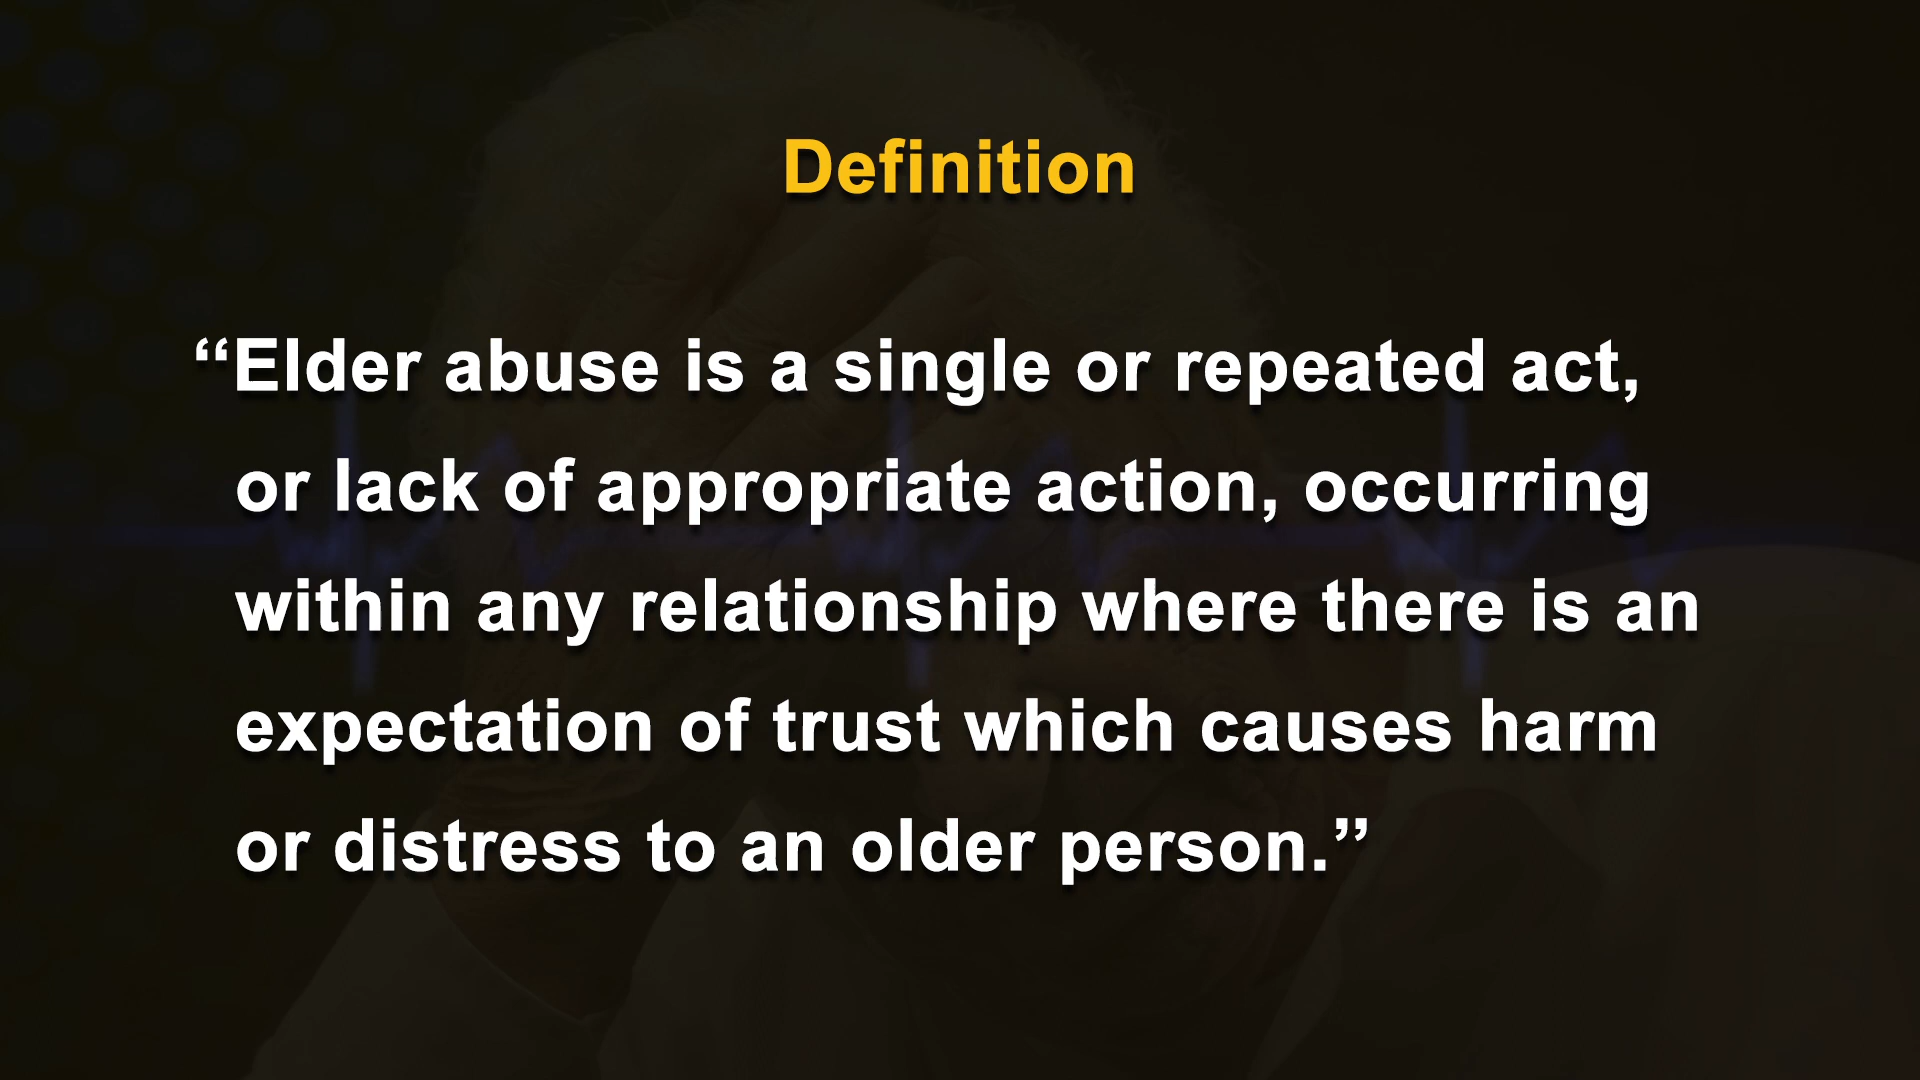 Definition
“Elder abuse is a single or repeated act,
or lack of appropriate action, occurring
within any relationship where there is an
expectation of trust which causes harm
or distress to an older person.”